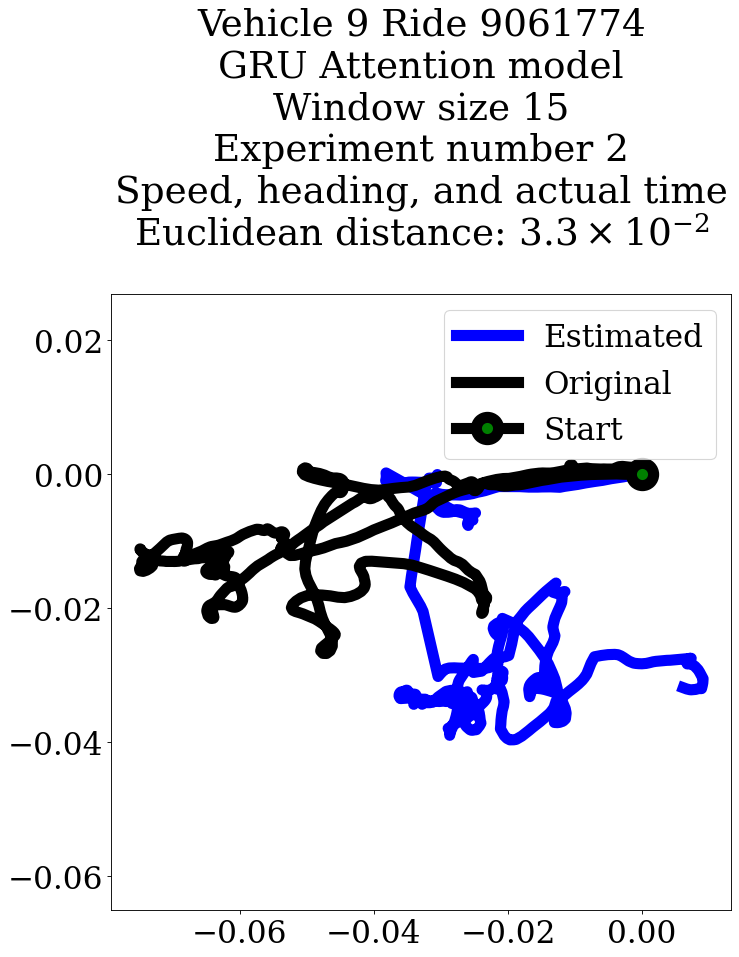 Vehicle 9 Ride 9061774
GRU Attention model
Window size 15
Experiment number 2
Speed, heading, and actual time
Euclidean distance: 3.3 × 10⁻²
Estimated
Original
Start
0.02
0.00
−0.02
−0.04
−0.06
−0.06 −0.04 −0.02 0.00